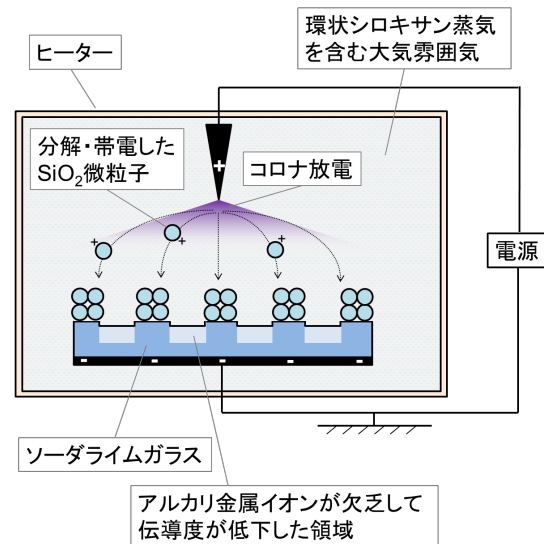 環状シロキサン蒸気
を含む大気雰囲気
ヒーター
分解・帯電した
SiO₂微粒子
+
コロナ放電
+
+
+
電源
- - - - -
ソーダライムガラス
アルカリ金属イオンが欠乏して
伝導度が低下した領域